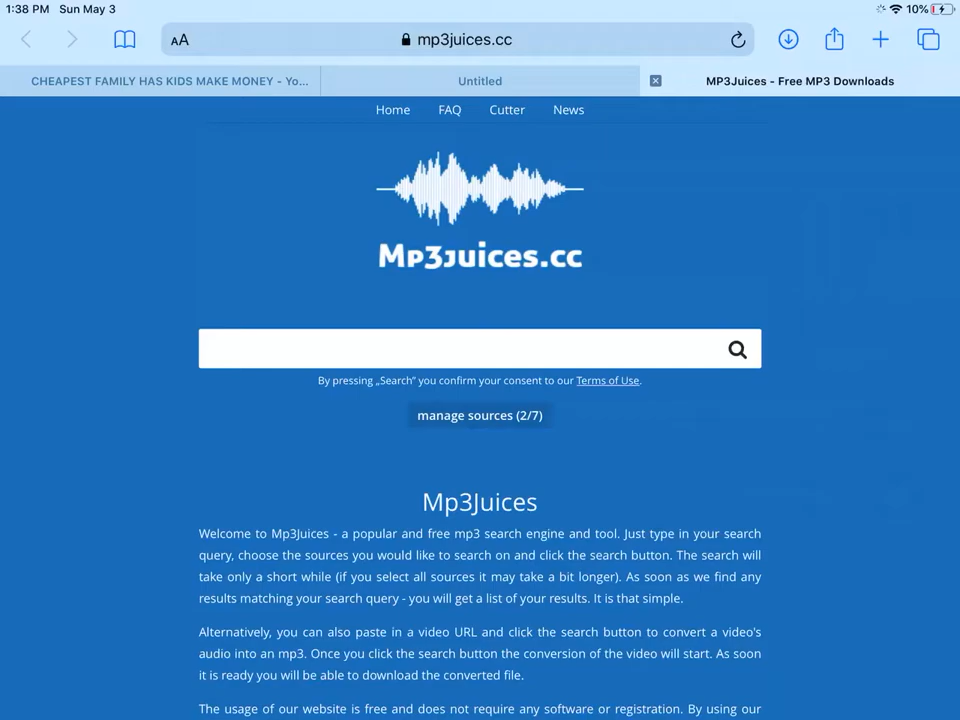 1:38 PM Sun May 3 10%
AA mp3juices.cc
CHEAPEST FAMILY HAS KIDS MAKE MONEY - Yo... Untitled MP3Juices - Free MP3 Downloads
Home FAQ Cutter News
Mp3Juices.cc
By pressing „Search" you confirm your consent to our Terms of Use.
manage sources (2/7)
Mp3Juices
Welcome to Mp3Juices - a popular and free mp3 search engine and tool. Just type in your search
query, choose the sources you would like to search on and click the search button. The search will
take only a short while (if you select all sources it may take a bit longer). As soon as we find any
results matching your search query - you will get a list of your results. It is that simple.
Alternatively, you can also paste in a video URL and click the search button to convert a video's
audio into an mp3. Once you click the search button the conversion of the video will start. As soon
it is ready you will be able to download the converted file.
The usage of our website is free and does not require any software or registration. By using our